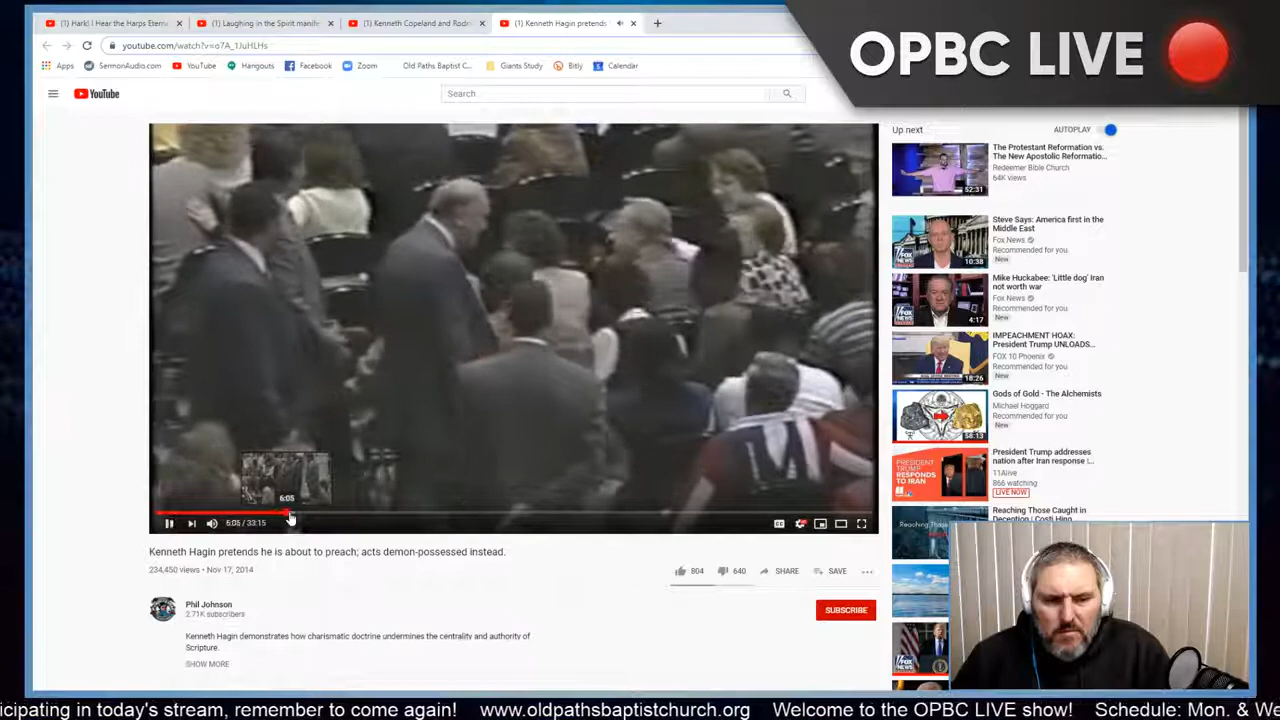 (1) Hark! I Hear the Harps Etern
(1) Laughing in the Spirit manife
(1) Kenneth Copeland and Rodn
(1) Kenneth Hagin pretends
OPBC LIVE
youtube.com/watch?v=o7A_1JuHLHs
Apps
SermonAudio.com
YouTube
Hangouts
Facebook
Zoom
Old Paths Baptist C...
Giants Study
Bitly
Calendar
YouTube
Search
Up next
AUTOPLAY
The Protestant Reformation vs.
The New Apostolic Reformatio...
Redeemer Bible Church
64K views
52:31
Steve Says: America first in the
Middle East
Fox News
Recommended for you
New
10:38
Mike Huckabee: 'Little dog' Iran
not worth war
Fox News
Recommended for you
New
4:17
IMPEACHMENT HOAX:
President Trump UNLOADS...
FOX 10 Phoenix
Recommended for you
New
18:26
Gods of Gold - The Alchemists
Michael Hoggard
Recommended for you
New
58:13
PRESIDENT
TRUMP
RESPONDS
TO IRAN
President Trump addresses
nation after Iran response |...
11Alive
866 watching
LIVE NOW
Reaching Those Caught in
Deception | Costi Hinn
6:05
6:05 / 33:15
Kenneth Hagin pretends he is about to preach; acts demon-possessed instead.
234,450 views • Nov 17, 2014
804
640
SHARE
SAVE
Phil Johnson
2.71K subscribers
SUBSCRIBE
Kenneth Hagin demonstrates how charismatic doctrine undermines the centrality and authority of
Scripture.
SHOW MORE
icipating in today's stream, remember to come again! www.oldpathsbaptistchurch.org Welcome to the OPBC LIVE show! Schedule: Mon. & We